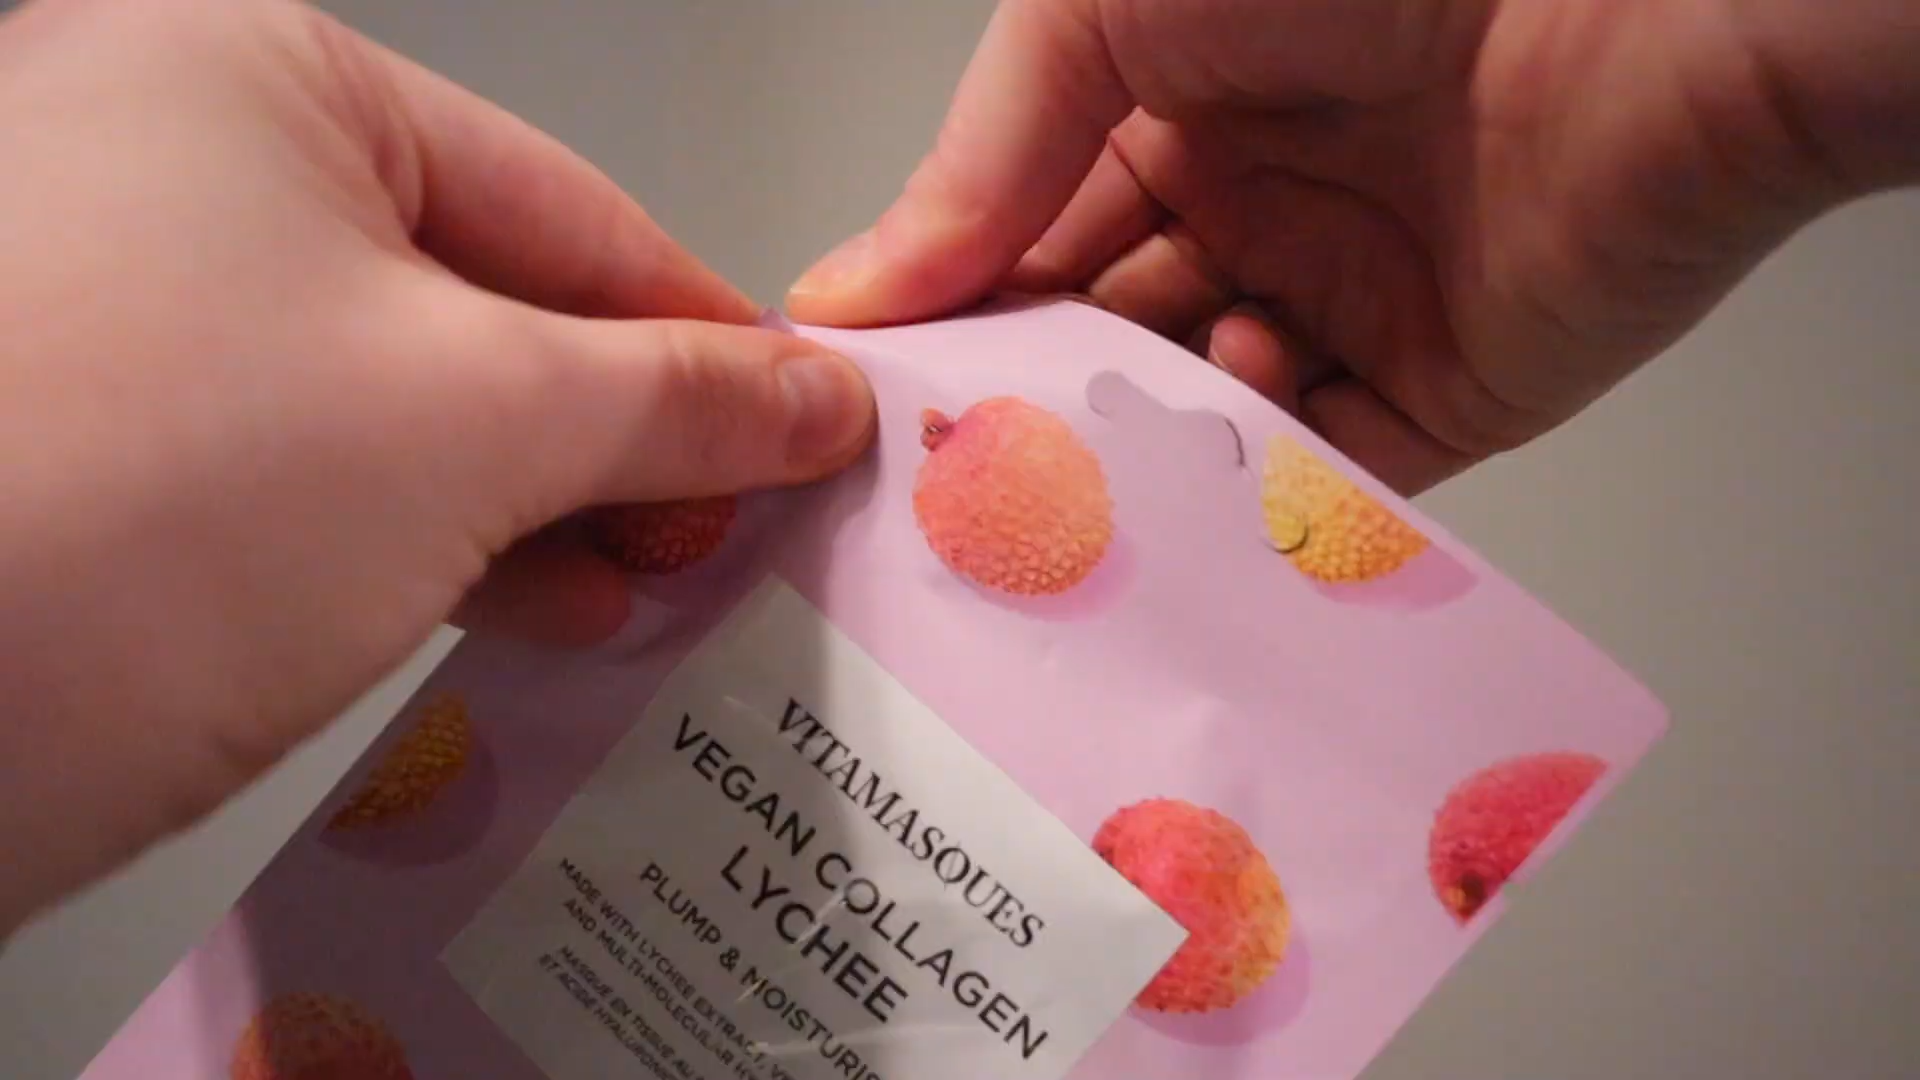 VITAMASQUES
VEGAN COLLAGEN
LYCHEE
PLUMP & MOISTURIS
MADE WITH LYCHEE EXTRACT,
AND MULTI-MOLECULAR
MASQUE EN TISSU AU
ET ACIDE HYALURONI